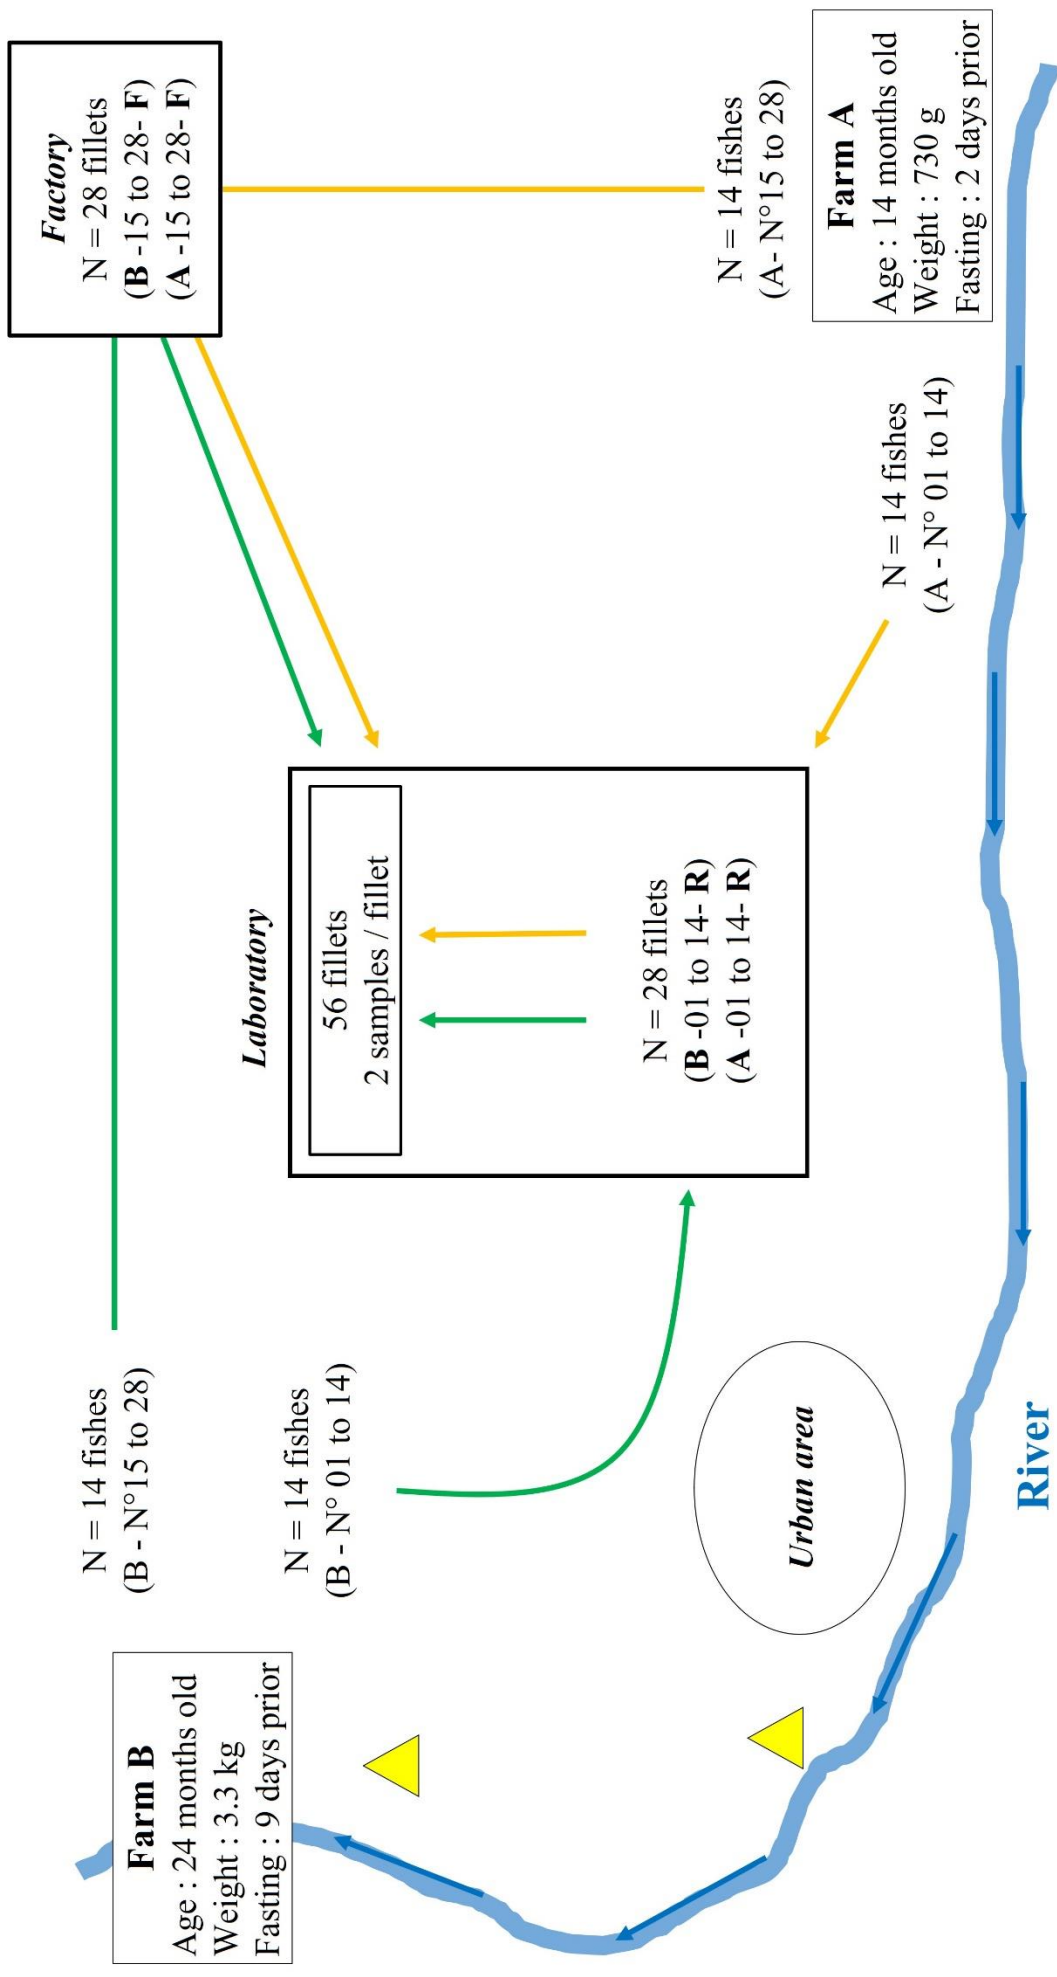 Farm B
Age : 24 months old
Weight : 3.3 kg
Fasting : 9 days prior
N = 14 fishes
(B - N°15 to 28)
N = 14 fishes
(B - N° 01 to 14)
Urban area
River
Laboratory
56 fillets
2 samples / fillet
N = 28 fillets
(B -01 to 14- R)
(A -01 to 14- R)
Factory
N = 28 fillets
(B -15 to 28- F)
(A -15 to 28- F)
N = 14 fishes
(A- N°15 to 28)
N = 14 fishes
(A - N° 01 to 14)
Farm A
Age : 14 months old
Weight : 730 g
Fasting : 2 days prior